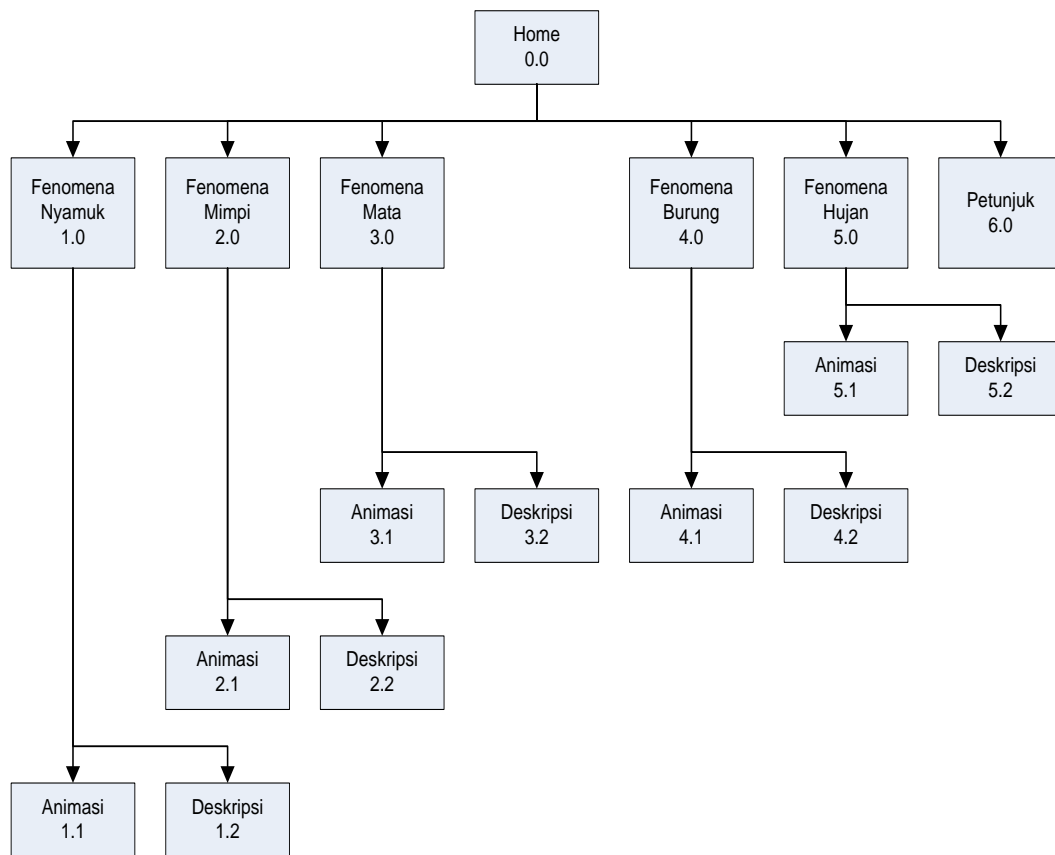 Home
0.0
Fenomena
Nyamuk
1.0
Fenomena
Mimpi
2.0
Fenomena
Mata
3.0
Fenomena
Burung
4.0
Fenomena
Hujan
5.0
Petunjuk
6.0
Animasi
5.1
Deskripsi
5.2
Animasi
3.1
Deskripsi
3.2
Animasi
4.1
Deskripsi
4.2
Animasi
2.1
Deskripsi
2.2
Animasi
1.1
Deskripsi
1.2